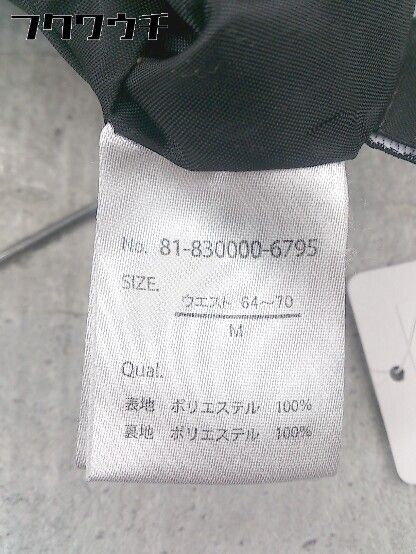 フクウクチ
No. 81-830000-6795
SIZE.
ウエスト 64～70
M
Qual.
表地 ポリエステル 100%
裏地 ポリエステル 100%